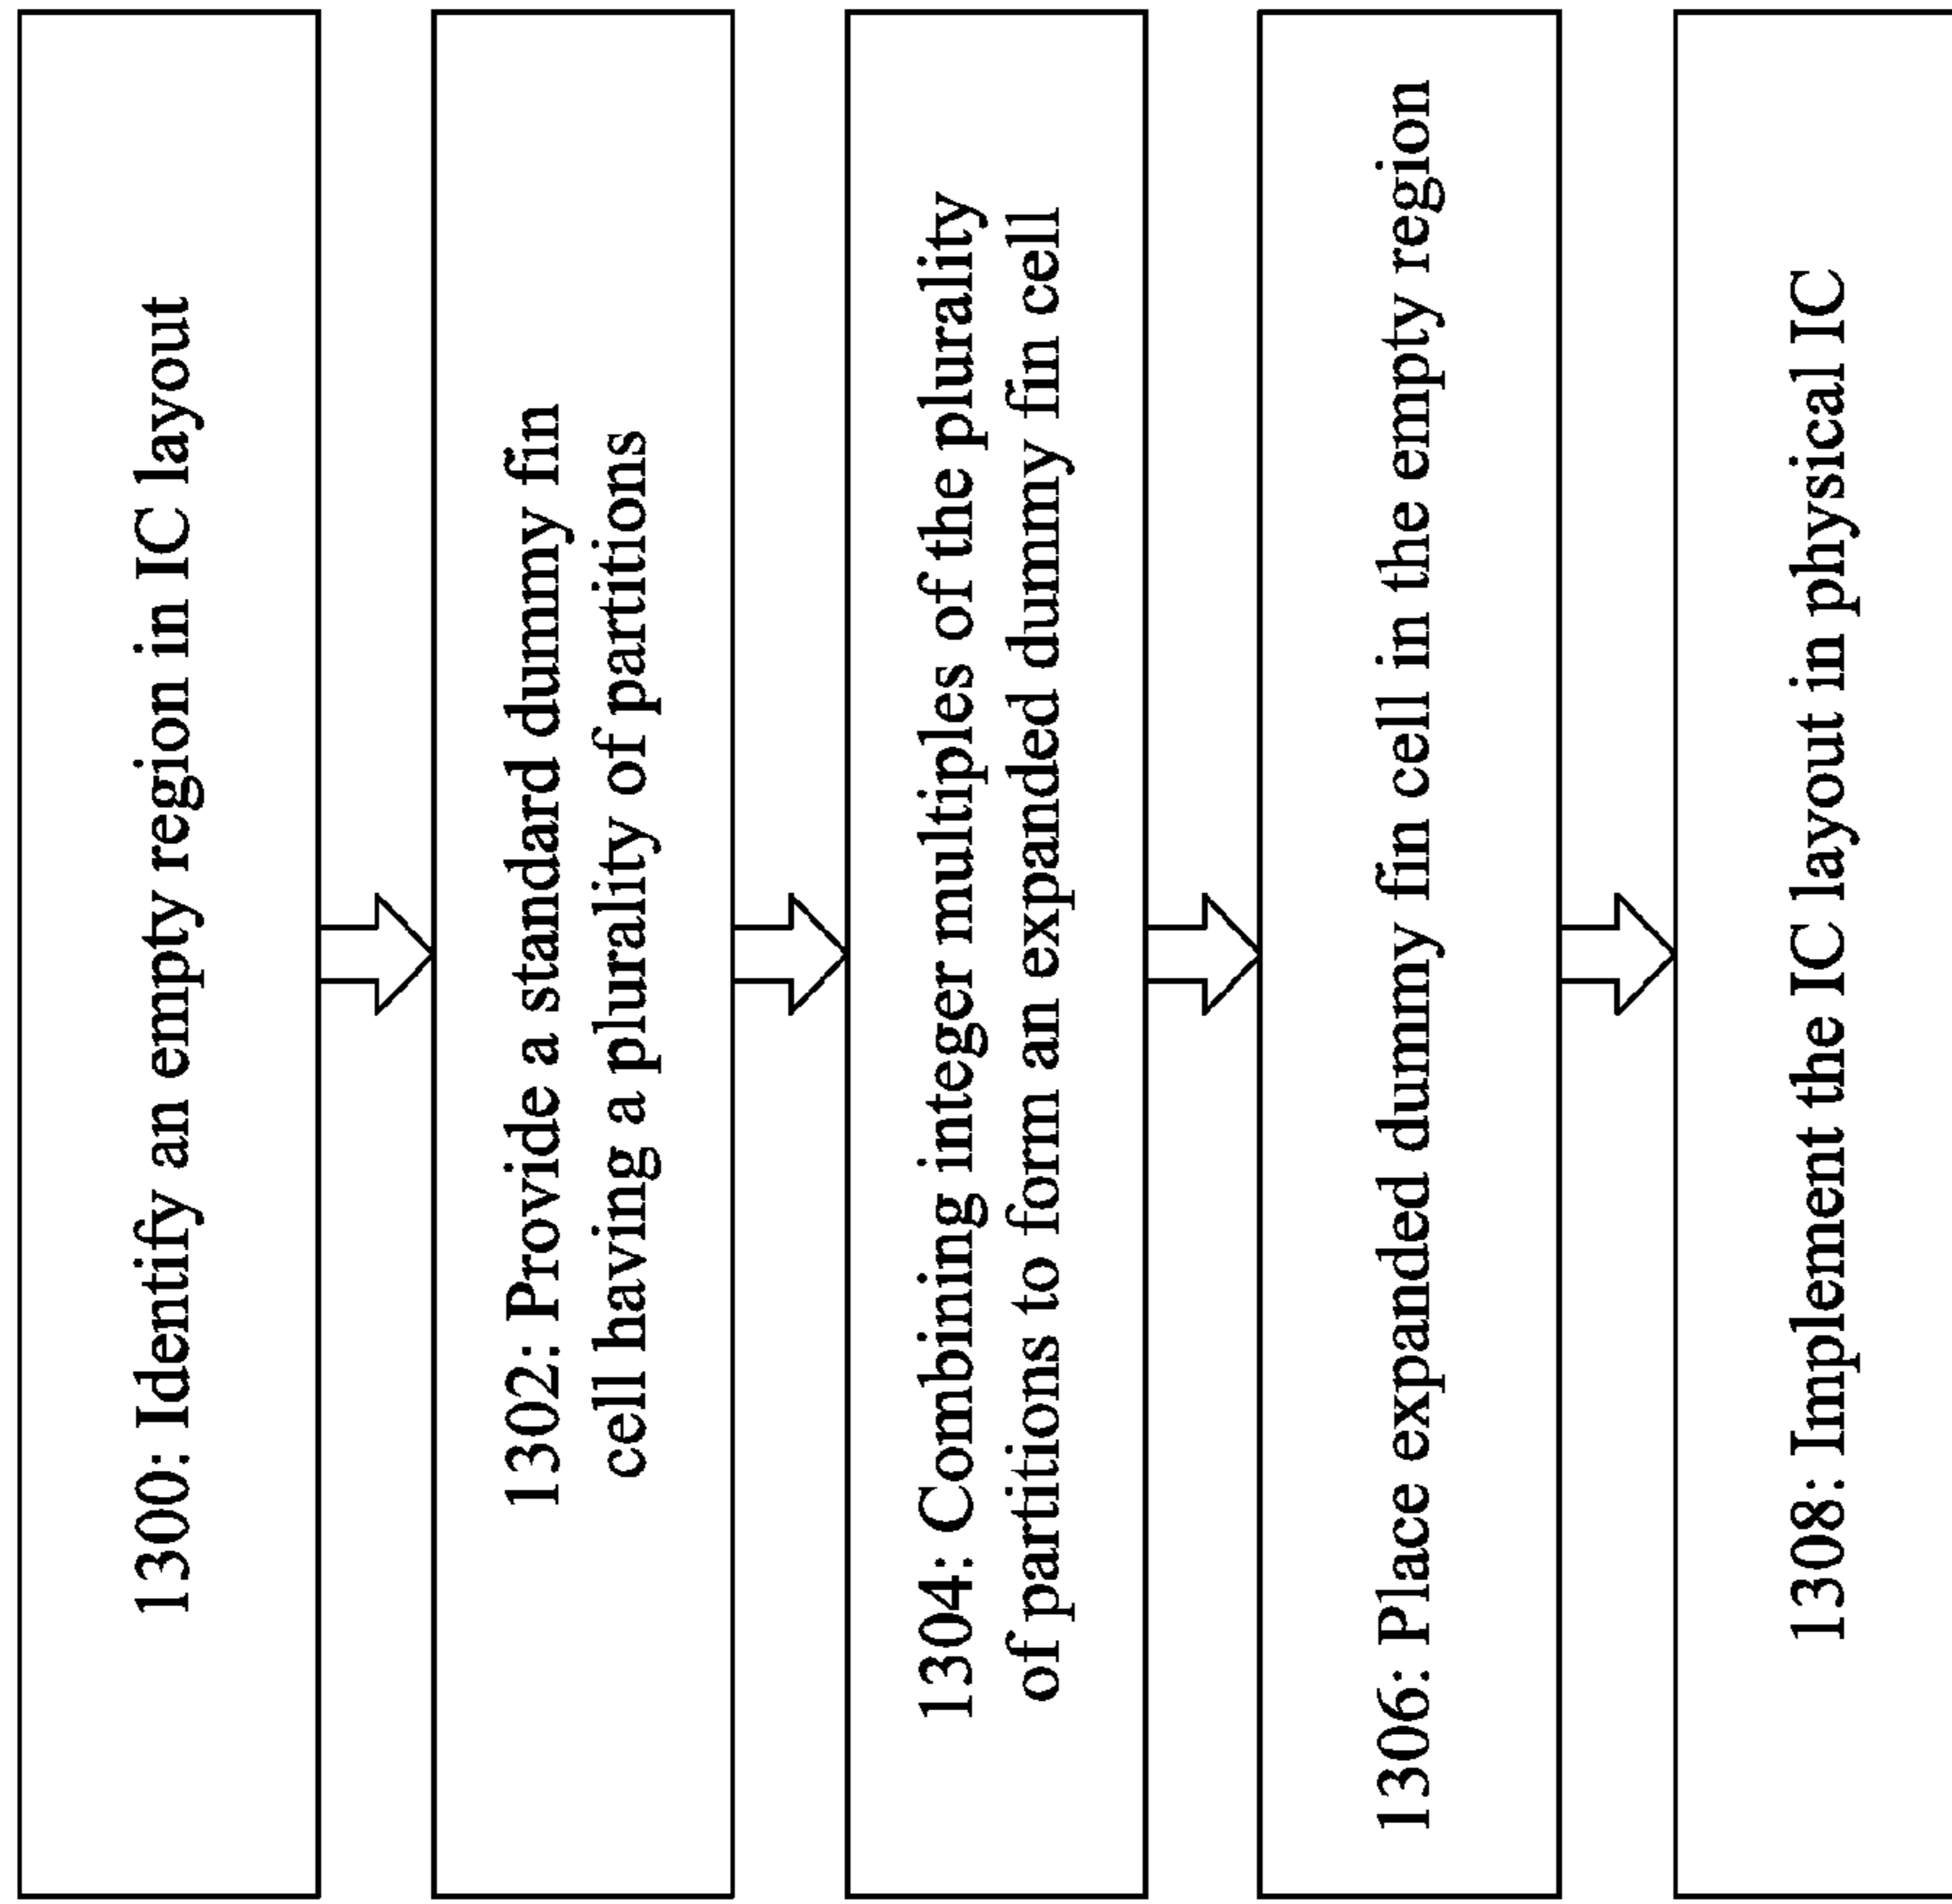 1300: Identify an empty region in IC layout
1302: Provide a standard dummy fin
cell having a plurality of partitions
1304: Combining integer multiples of the plurality
of partitions to form an expanded dummy fin cell
1306: Place expanded dummy fin cell in the empty region
1308: Implement the IC layout in physical IC